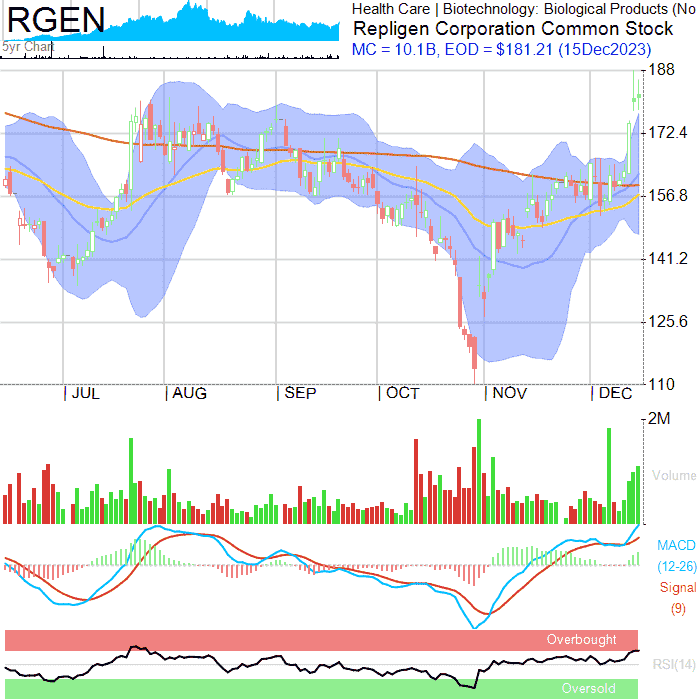 RGEN
5yr Chart
Health Care | Biotechnology: Biological Products (No
Repligen Corporation Common Stock
MC = 10.1B, EOD = $181.21 (15Dec2023)
188
172.4
156.8
141.2
125.6
110
| JUL | AUG | SEP | OCT | NOV | DEC
2M
Volume
MACD
(12-26)
Signal
(9)
Overbought
RSI(14)
Oversold